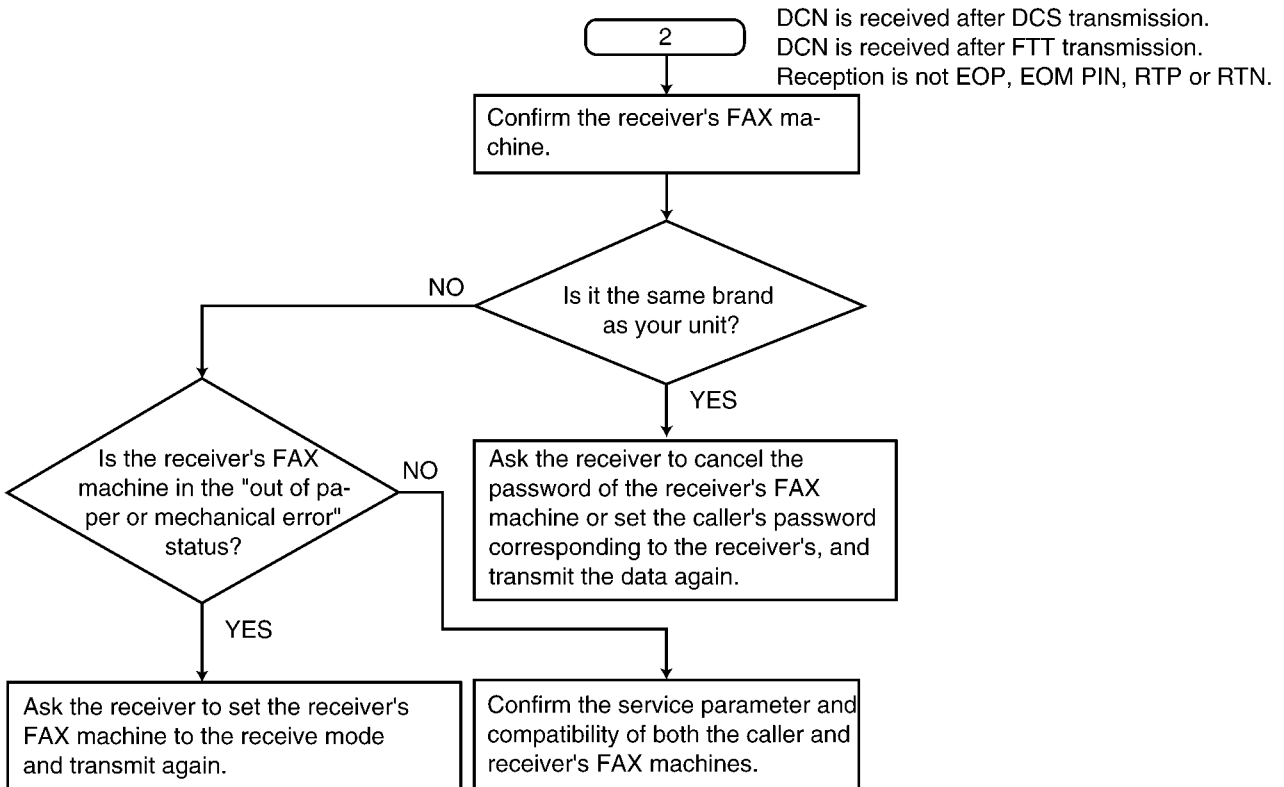 2
DCN is received after DCS transmission.
DCN is received after FTT transmission.
Reception is not EOP, EOM PIN, RTP or RTN.
Confirm the receiver's FAX ma-
chine.
NO
Is it the same brand
as your unit?
YES
Is the receiver's FAX
machine in the "out of pa-
per or mechanical error"
status?
NO
Ask the receiver to cancel the
password of the receiver's FAX
machine or set the caller's password
corresponding to the receiver's, and
transmit the data again.
YES
Ask the receiver to set the receiver's
FAX machine to the receive mode
and transmit again.
Confirm the service parameter and
compatibility of both the caller and
receiver's FAX machines.